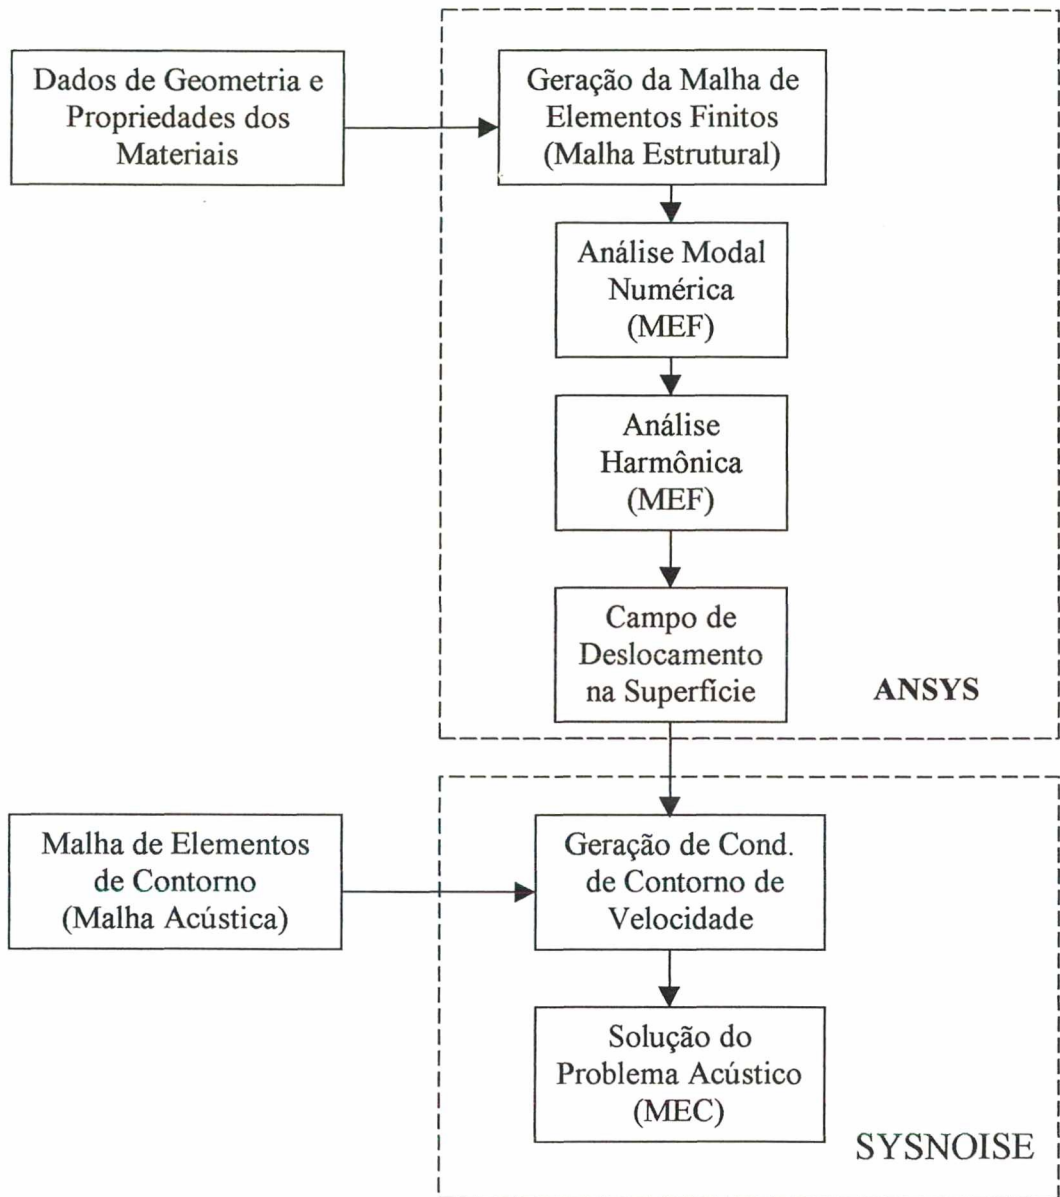 Dados de Geometria e
Propriedades dos
Materiais
Geração da Malha de
Elementos Finitos
(Malha Estrutural)
Análise Modal
Numérica
(MEF)
Análise
Harmônica
(MEF)
Campo de
Deslocamento
na Superfície
ANSYS
Malha de Elementos
de Contorno
(Malha Acústica)
Geração de Cond.
de Contorno de
Velocidade
Solução do
Problema Acústico
(MEC)
SYSNOISE